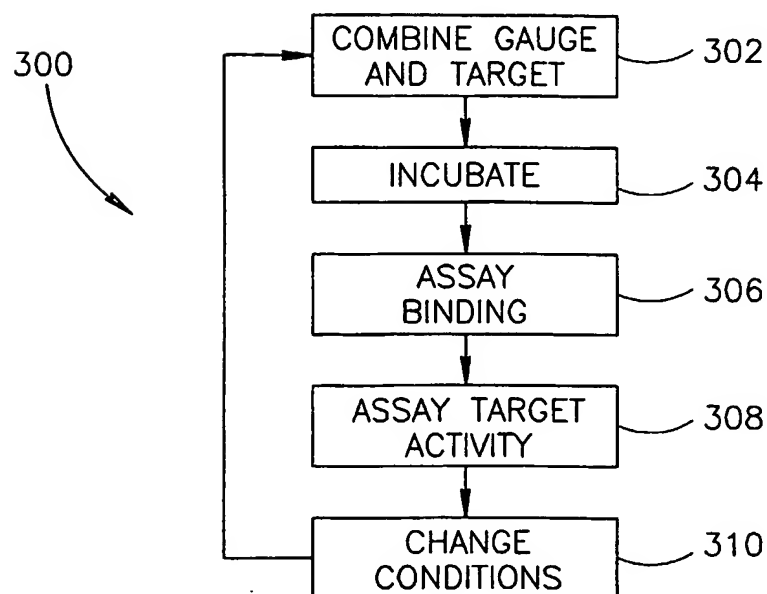 COMBINE GAUGE
AND TARGET
302
300
INCUBATE
304
ASSAY
BINDING
306
ASSAY TARGET
ACTIVITY
308
CHANGE
CONDITIONS
310